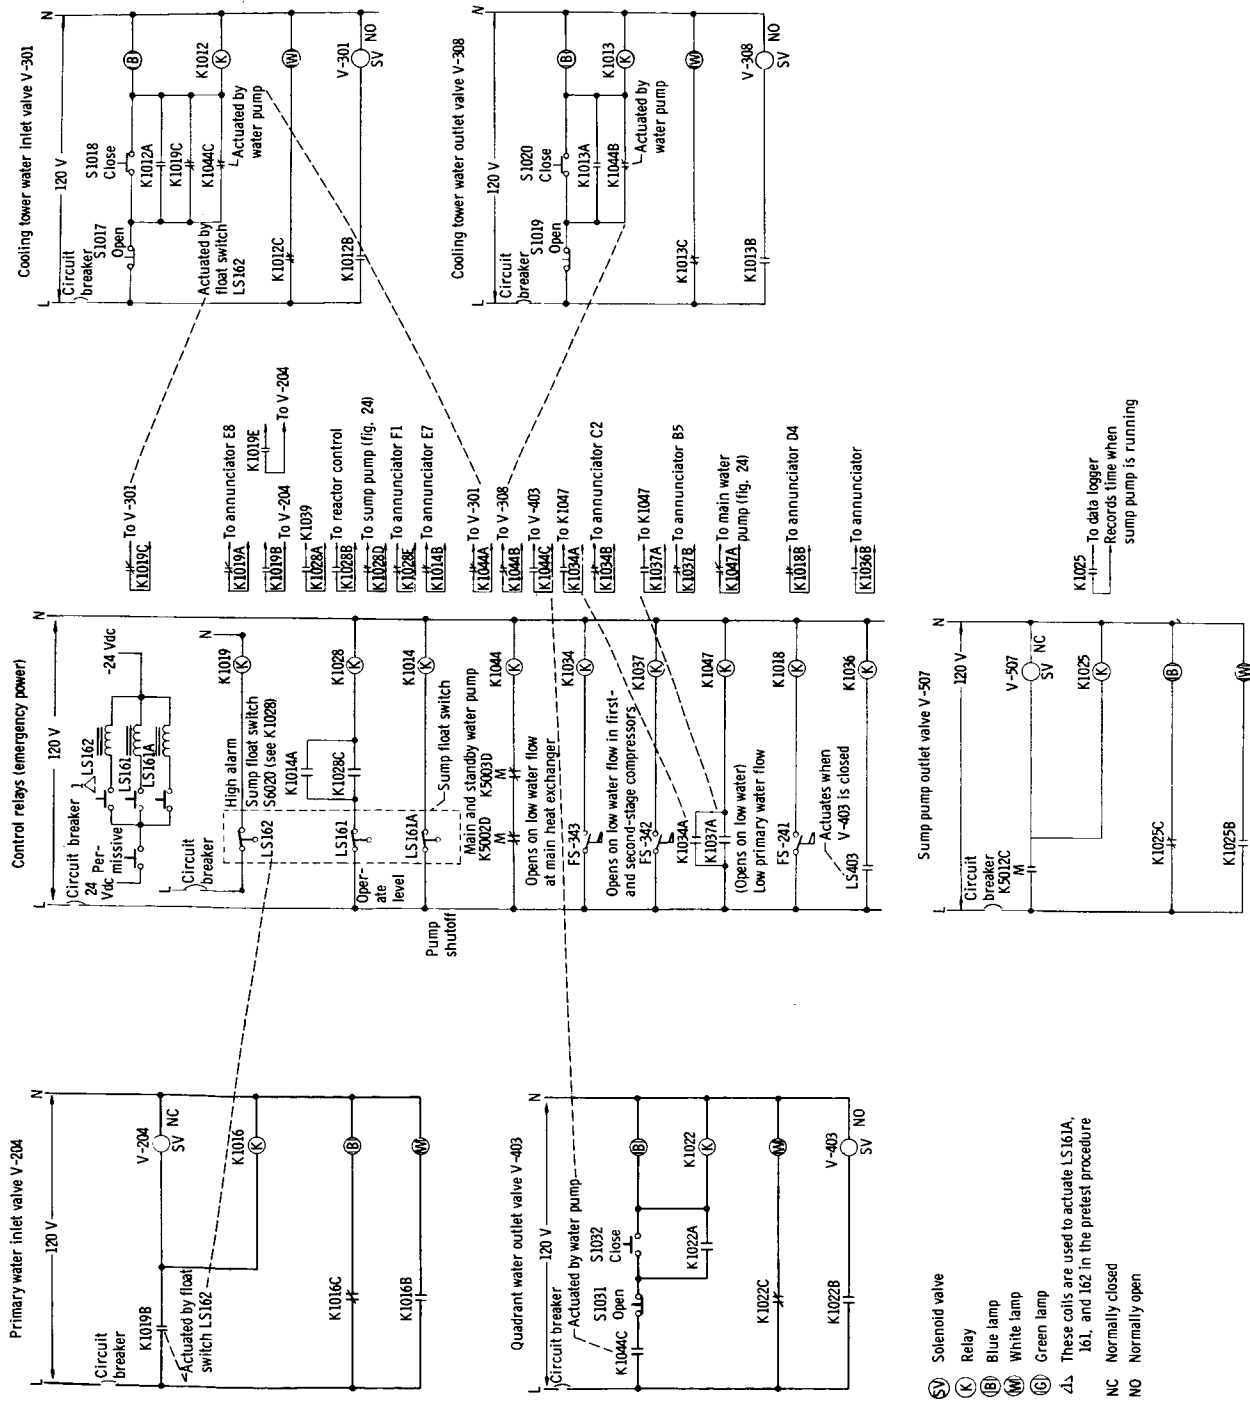 Cooling tower water inlet valve V-301
L
120 V
N
Circuit
breaker
S1017
Open
S1018
Close
B
K1012A
K1012
K
K1019C
K1044C
Actuated by
water pump
Actuated by
float switch
LS162
K1012C
W
K1012B
V-301
SV
NO
Cooling tower water outlet valve V-308
L
120 V
N
Circuit
breaker
S1019
Open
S1020
Close
B
K1013A
K1013
K
K1044B
Actuated by
water pump
K1013C
W
K1013B
V-308
SV
NO
Control relays (emergency power)
L
120 V
N
Circuit breaker
24
Vdc
Per-
missive
1
LS162
LS161
LS161A
-24 Vdc
L
Circuit
breaker
LS162
High alarm
Sump float switch
S6020 (see K1028)
K1019
K
N
Oper-
ate
level
LS161
K1014A
K1028C
K1028
K
Pump
shutoff
LS161A
Sump float switch
K1014
K
Main and standby water pump
K5002D
M
K5003D
M
K1044
K
Opens on low water flow
at main heat exchanger
FS-343
K1034
K
Opens on low water flow in first-
and second-stage compressors
FS-342
K1037
K
K1034A
K1037A
K1047
K
(Opens on low water)
Low primary water flow
FS-241
K1018
K
Actuates when
V-403 is closed
LS403
K1036
K
K1019C
To V-301
K1019A
To annunciator E8
K1019E
To V-204
K1019B
To V-204
K1039
K1028A
K1028B
To reactor control
K1028D
To sump pump (fig. 24)
K1028E
To annunciator F1
K1014B
To annunciator E7
K1044A
To V-301
K1044B
To V-308
K1044C
To V-403
K1034A
To K1047
K1034B
To annunciator C2
K1037A
To K1047
K1037B
To annunciator B5
K1047A
To main water
pump (fig. 24)
K1018B
To annunciator D4
K1036B
To annunciator
Sump pump outlet valve V-507
L
120 V
N
Circuit
breaker
K5012C
M
V-507
SV
NC
K1025
K
K1025C
B
K1025B
W
K1025
To data logger
Records time when
sump pump is running
Primary water inlet valve V-204
L
120 V
N
Circuit
breaker
K1019B
V-204
SV
NC
Actuated by float
switch LS162
K1016
K
K1016C
B
K1016B
W
Quadrant water outlet valve V-403
L
120 V
N
Circuit breaker
Actuated by water pump
K1044C
S1031
Open
S1032
Close
B
K1022A
K1022
K
K1022C
W
K1022B
V-403
SV
NO
SV Solenoid valve
K Relay
B Blue lamp
W White lamp
G Green lamp
1 These coils are used to actuate LS161A,
161, and 162 in the pretest procedure
NC Normally closed
NO Normally open